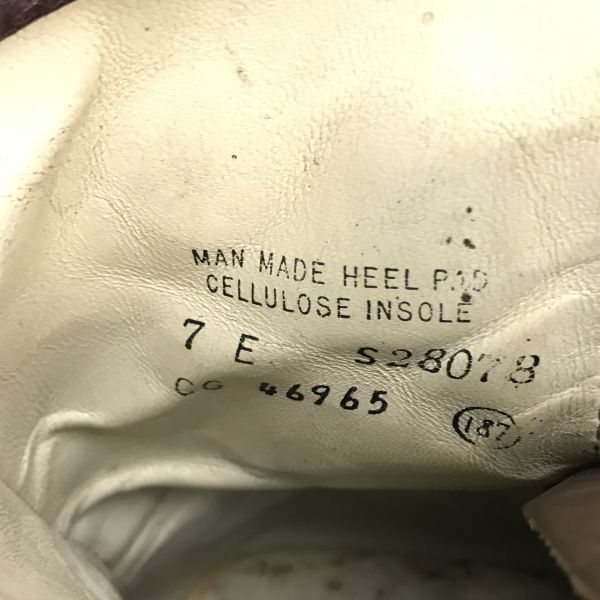 MAN MADE HEEL PAD
CELLULOSE INSOLE
7 E S28078
46965 187